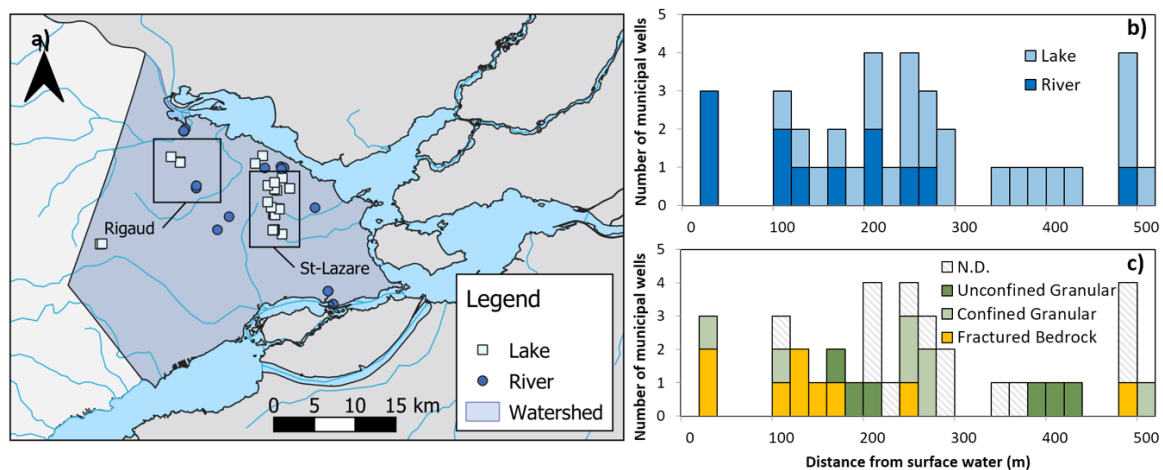 a)
Rigaud
St-Lazare
Legend
Lake
River
Watershed
0 5 10 15 km
b)
Number of municipal wells
5
4
3
2
1
0
Lake
River
0 100 200 300 400 500
c)
Number of municipal wells
5
4
3
2
1
0
N.D.
Unconfined Granular
Confined Granular
Fractured Bedrock
0 100 200 300 400 500
Distance from surface water (m)